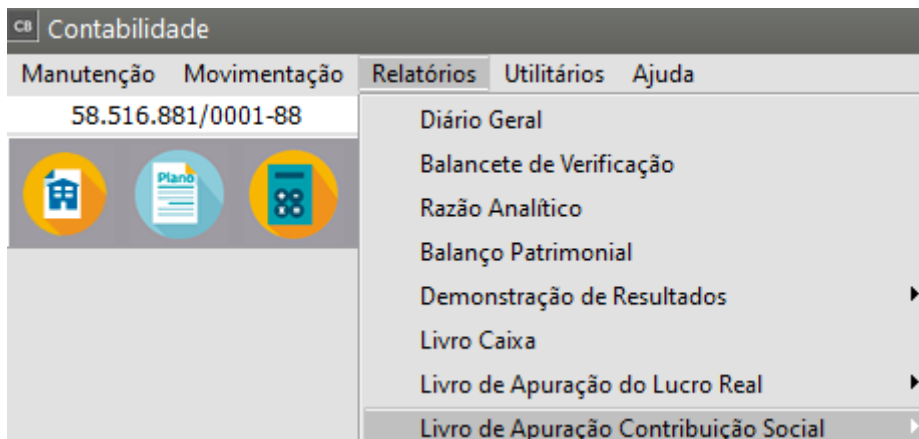 CB Contabilidade
Manutenção Movimentação Relatórios Utilitários Ajuda
58.516.881/0001-88
Plano
Diário Geral
Balancete de Verificação
Razão Analítico
Balanço Patrimonial
Demonstração de Resultados
Livro Caixa
Livro de Apuração do Lucro Real
Livro de Apuração Contribuição Social